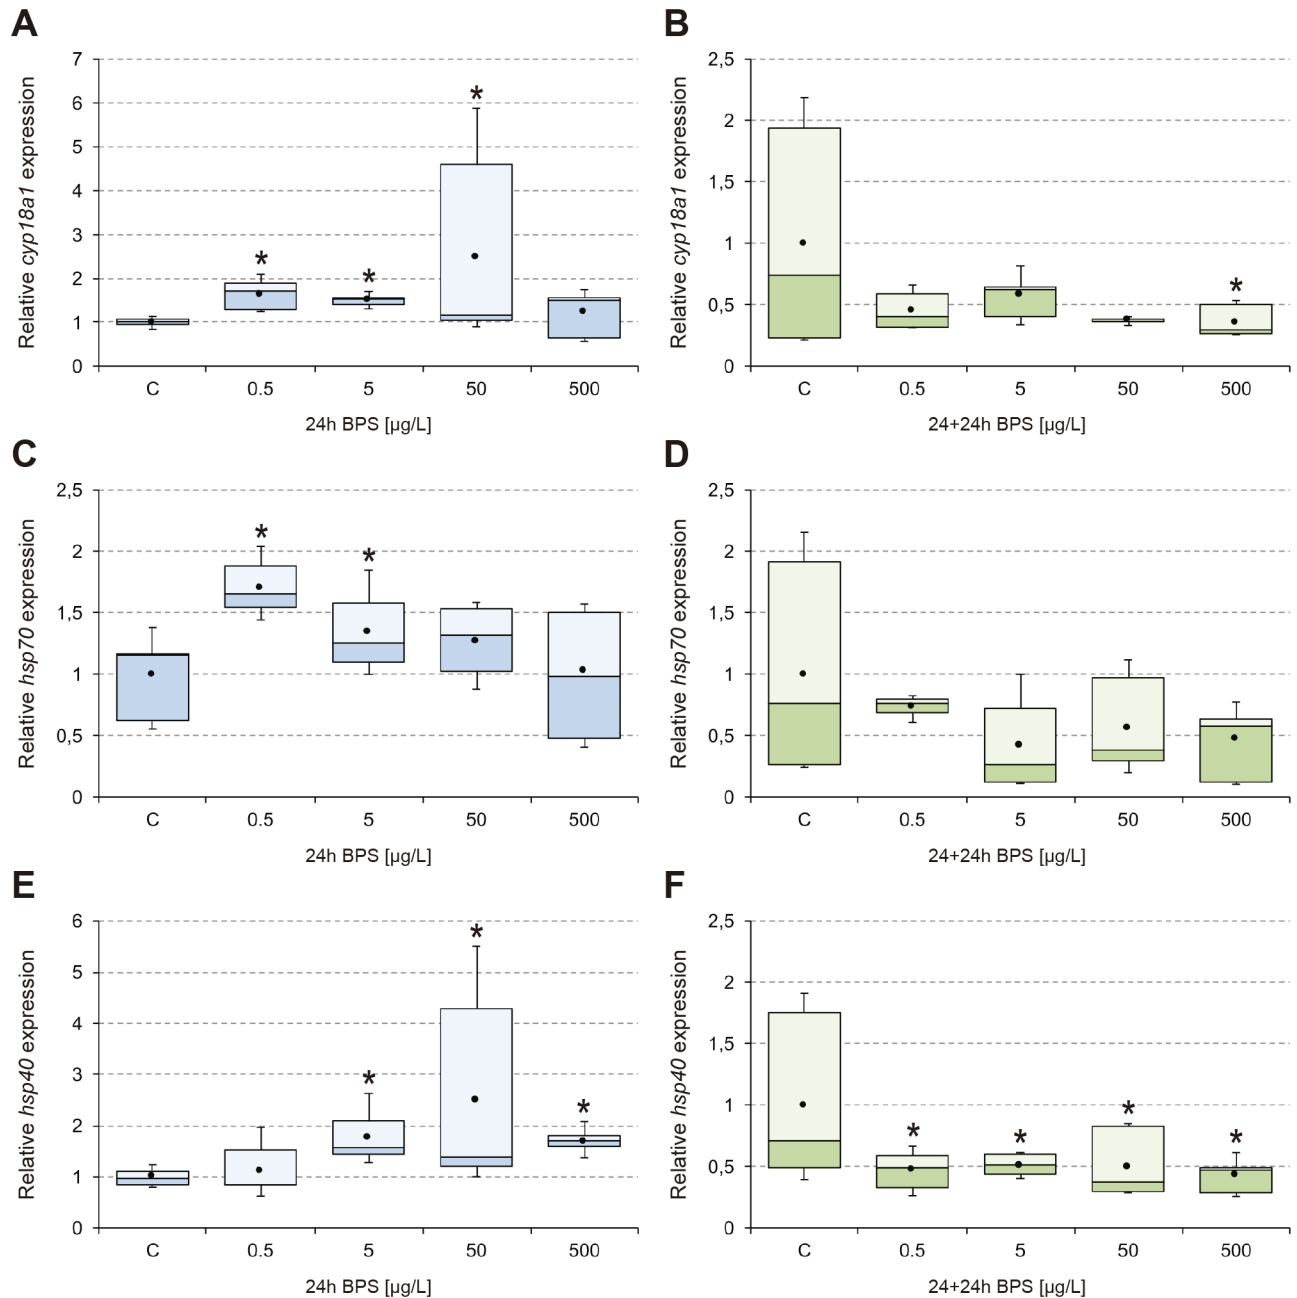 A
Relative cyp18a1 expression
7
6
5
4
3
2
1
0
* * *
C 0.5 5 50 500
24h BPS [µg/L]
B
Relative cyp18a1 expression
2,5
2
1,5
1
0,5
0
*
C 0.5 5 50 500
24+24h BPS [µg/L]
C
Relative hsp70 expression
2,5
2
1,5
1
0,5
0
* *
C 0.5 5 50 500
24h BPS [µg/L]
D
Relative hsp70 expression
2,5
2
1,5
1
0,5
0
C 0.5 5 50 500
24+24h BPS [µg/L]
E
Relative hsp40 expression
6
5
4
3
2
1
0
* * *
C 0.5 5 50 500
24h BPS [µg/L]
F
Relative hsp40 expression
2,5
2
1,5
1
0,5
0
* * * *
C 0.5 5 50 500
24+24h BPS [µg/L]